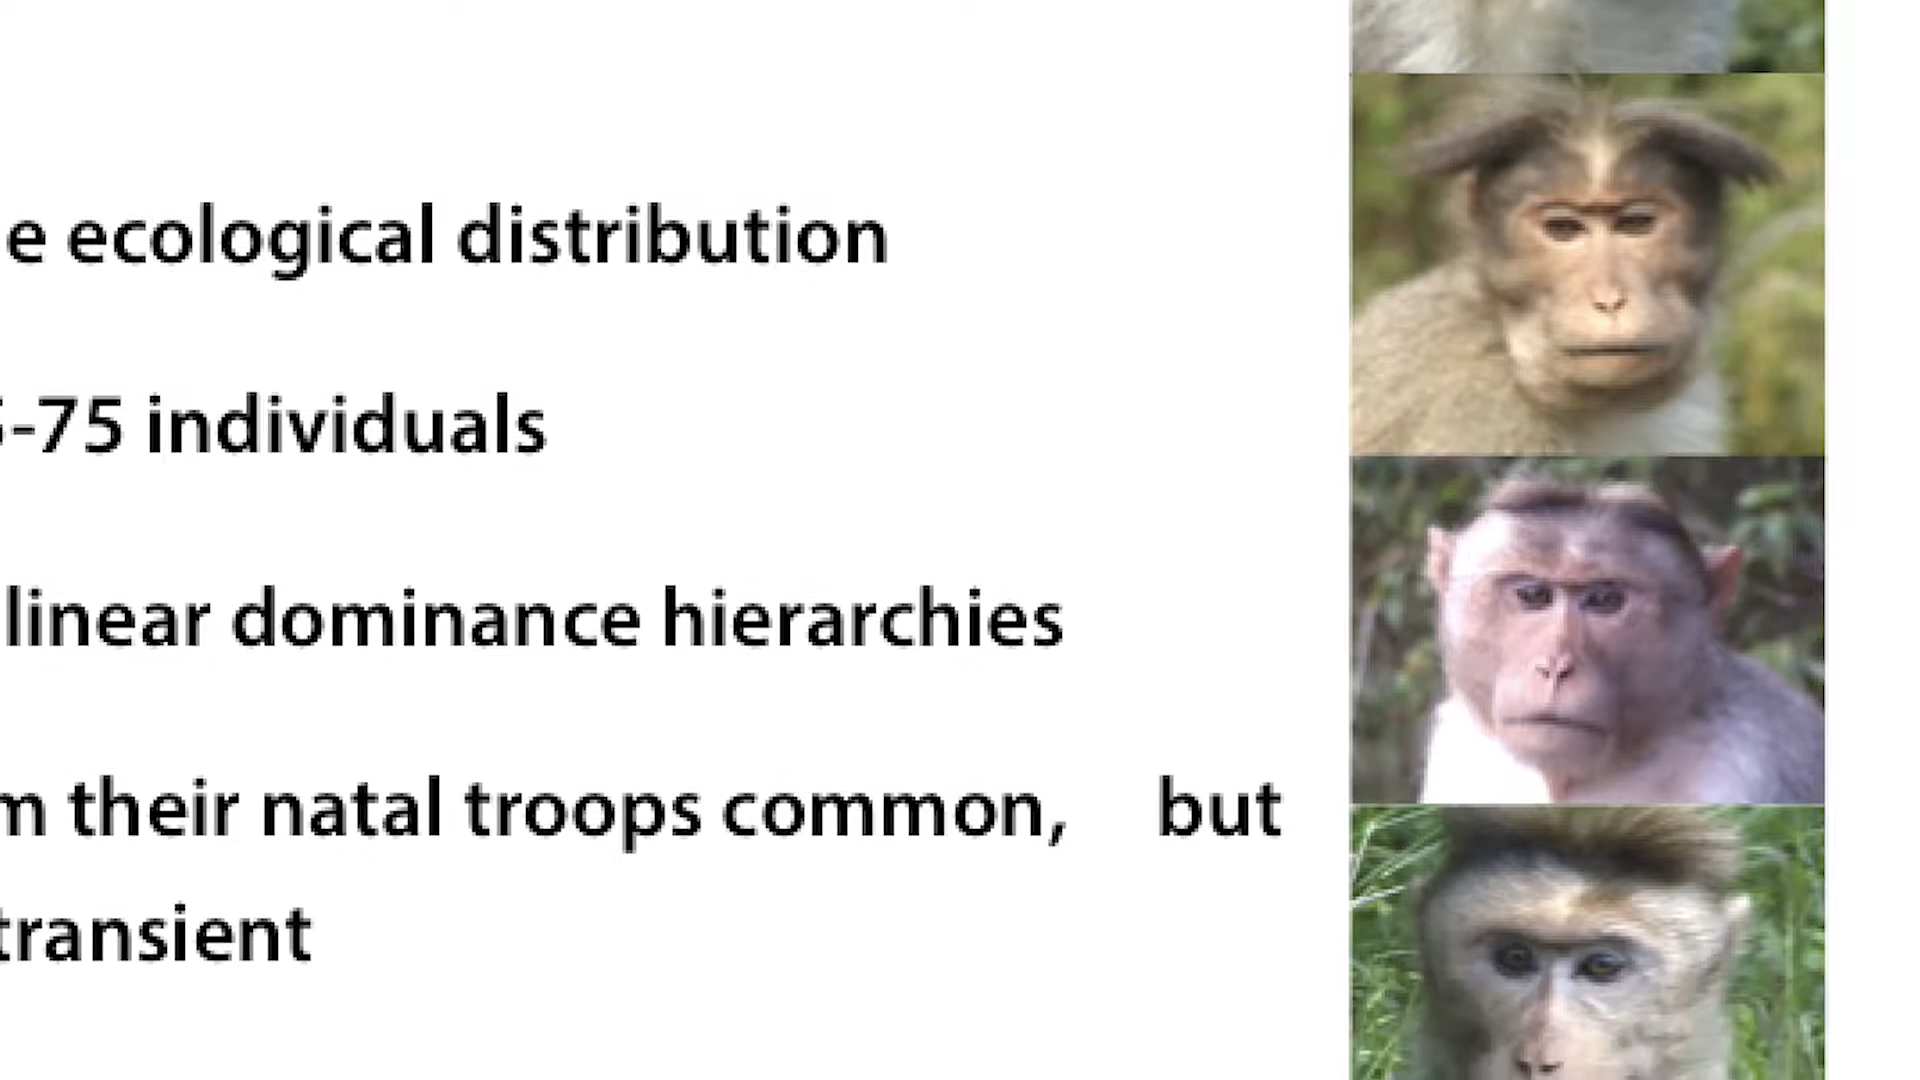 e ecological distribution
-75 individuals
linear dominance hierarchies
m their natal troops common, but
transient